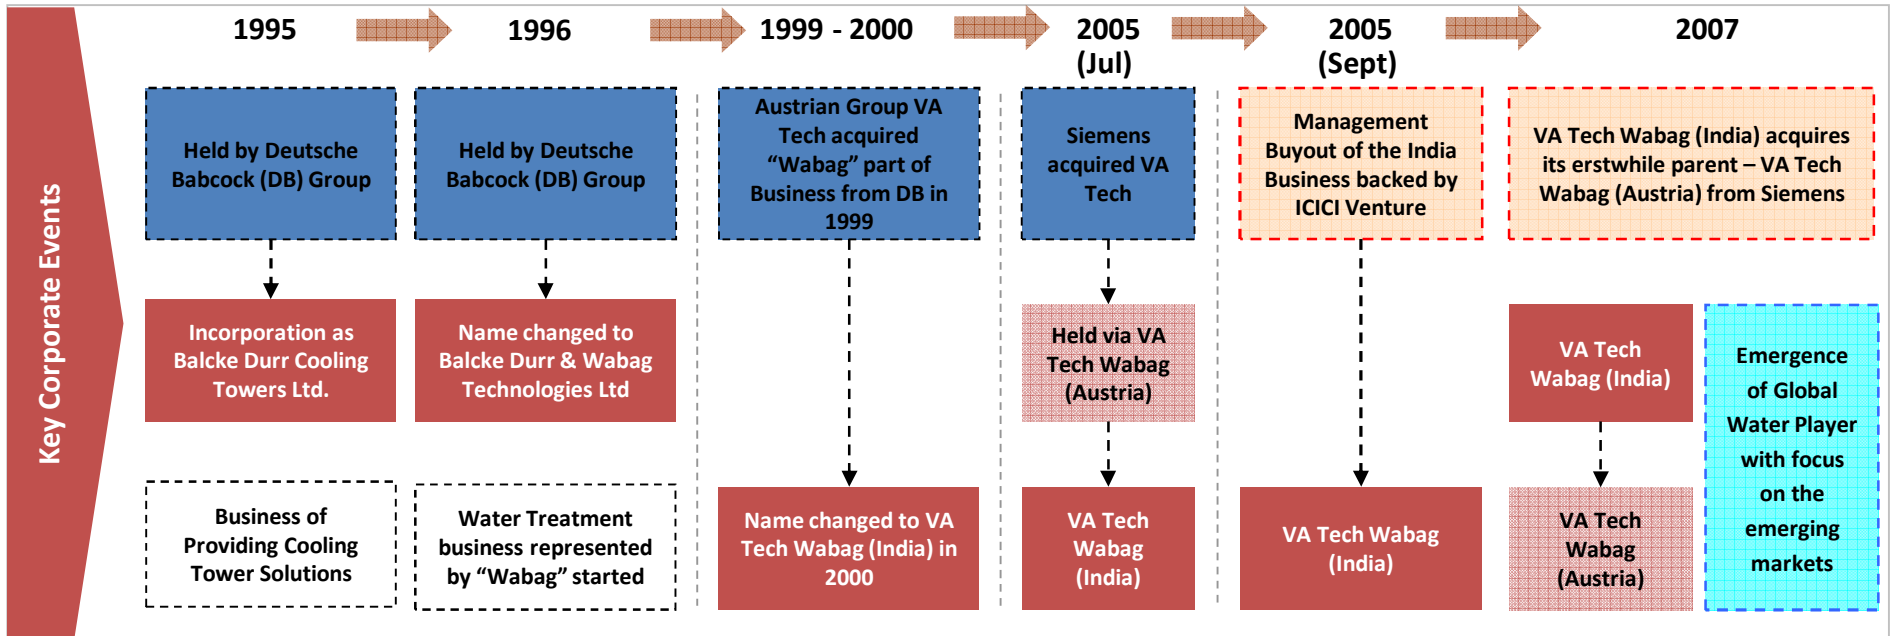 Key Corporate Events
1995
1996
1999 - 2000
2005
(Jul)
2005
(Sept)
2007
Held by Deutsche
Babcock (DB) Group
Held by Deutsche
Babcock (DB) Group
Austrian Group VA
Tech acquired
“Wabag” part of
Business from DB in
1999
Siemens
acquired VA
Tech
Management
Buyout of the India
Business backed by
ICICI Venture
VA Tech Wabag (India) acquires
its erstwhile parent – VA Tech
Wabag (Austria) from Siemens
Incorporation as
Balcke Durr Cooling
Towers Ltd.
Name changed to
Balcke Durr & Wabag
Technologies Ltd
Held via VA
Tech Wabag
(Austria)
VA Tech
Wabag (India)
Emergence
of Global
Water Player
with focus
on the
emerging
markets
Business of
Providing Cooling
Tower Solutions
Water Treatment
business represented
by “Wabag” started
Name changed to VA
Tech Wabag (India) in
2000
VA Tech
Wabag
(India)
VA Tech Wabag
(India)
VA Tech
Wabag
(Austria)